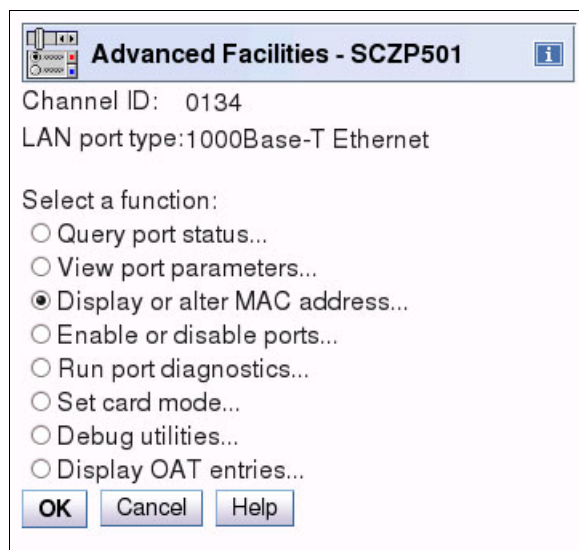 Advanced Facilities - SCZP501
Channel ID: 0134
LAN port type:1000Base-T Ethernet
Select a function:
Query port status...
View port parameters...
Display or alter MAC address...
Enable or disable ports...
Run port diagnostics...
Set card mode...
Debug utilities...
Display OAT entries...
OK Cancel Help